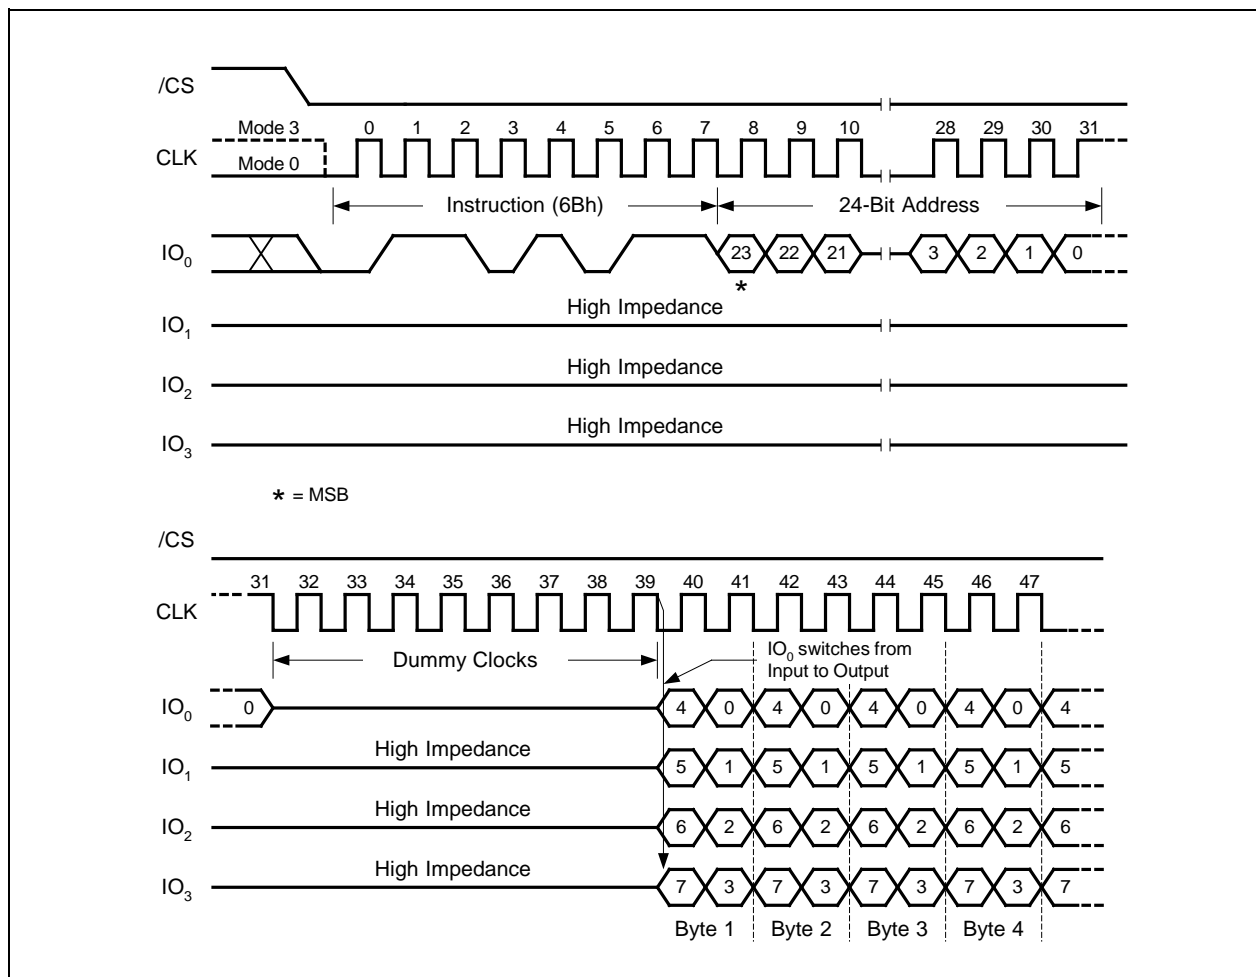 /CS
Mode 3 0 1 2 3 4 5 6 7 8 9 10 28 29 30 31
CLK
Mode 0
Instruction (6Bh) 24-Bit Address
IO0 23 22 21 3 2 1 0
*
High Impedance
IO1
High Impedance
IO2
High Impedance
IO3
* = MSB
/CS
31 32 33 34 35 36 37 38 39 40 41 42 43 44 45 46 47
CLK
Dummy Clocks
IO0 switches from
Input to Output
IO0 0 4 0 4 0 4 0 4 0 4
High Impedance
IO1 5 1 5 1 5 1 5 1 5
High Impedance
IO2 6 2 6 2 6 2 6 2 6
High Impedance
IO3 7 3 7 3 7 3 7 3 7
Byte 1 Byte 2 Byte 3 Byte 4